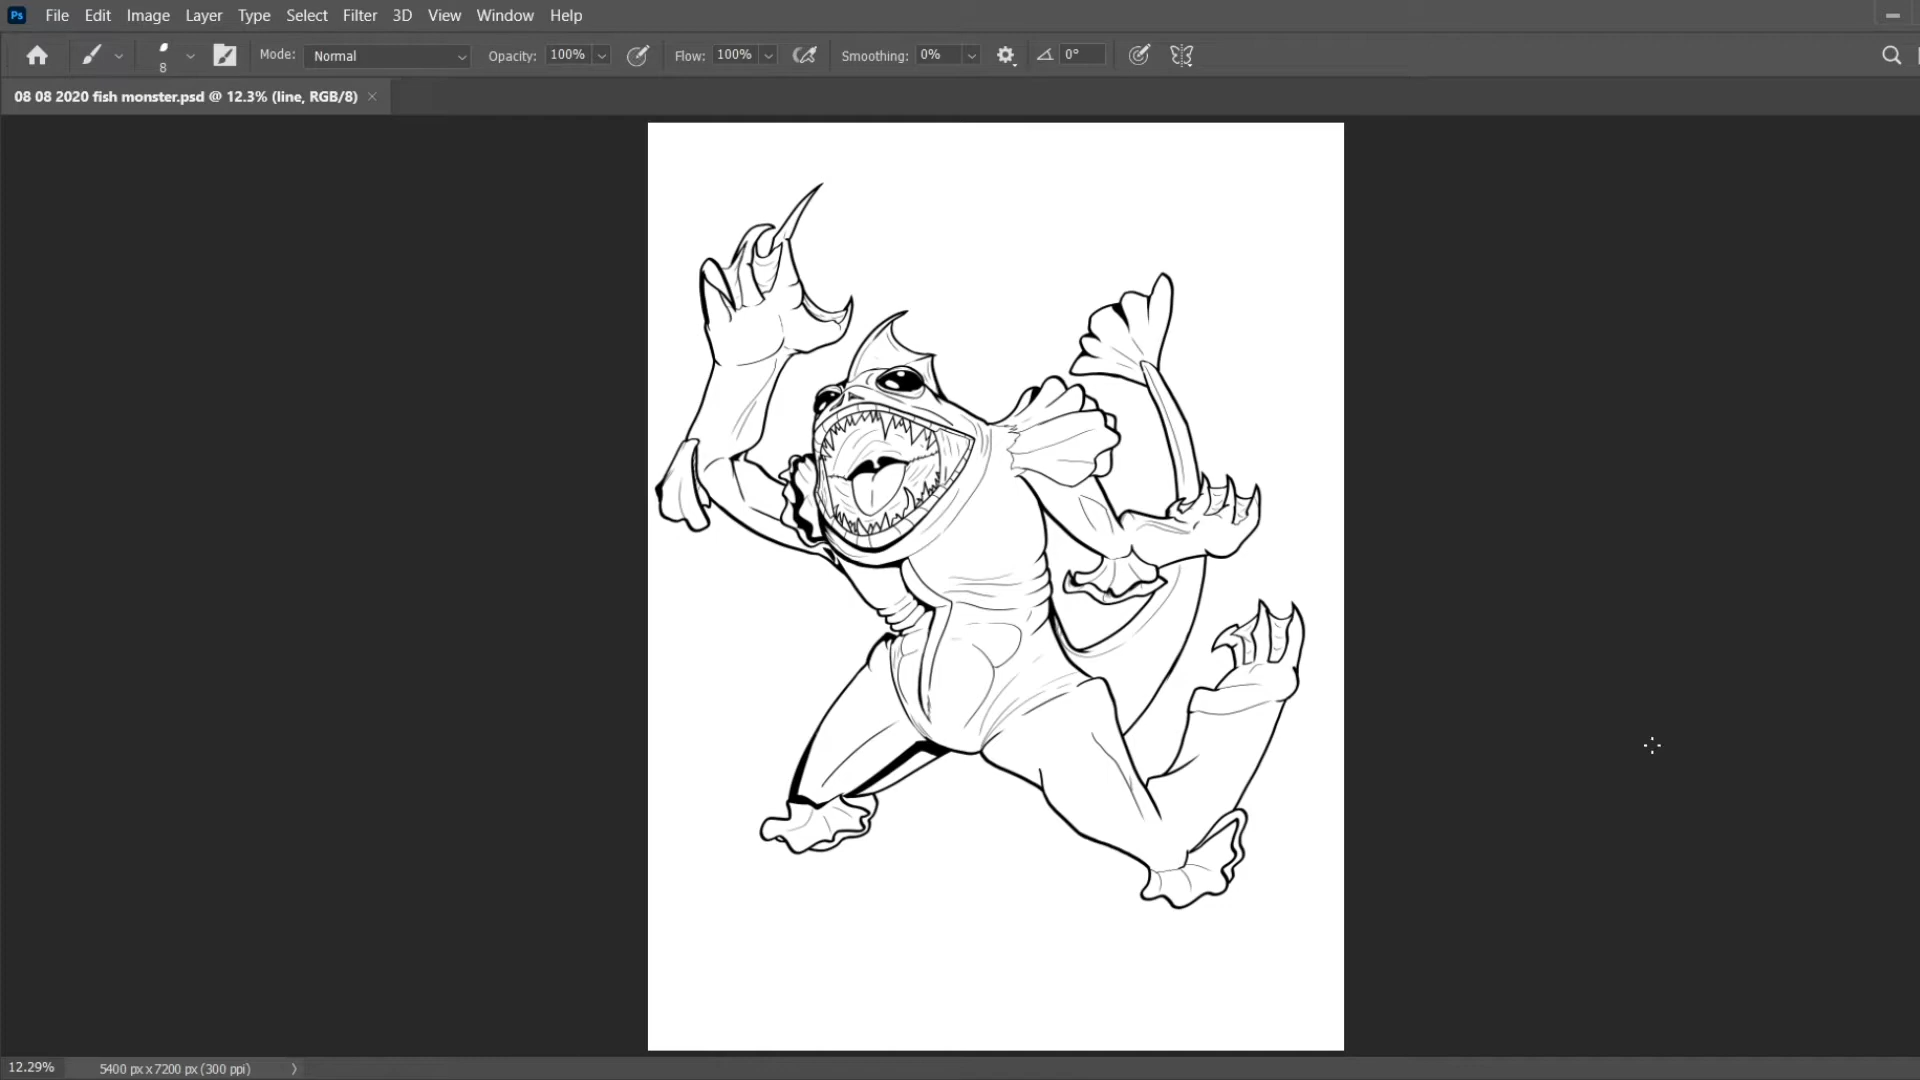 Ps File Edit Image Layer Type Select Filter 3D View Window Help
8 Mode: Normal Opacity: 100% Flow: 100% Smoothing: 0% 0°
08 08 2020 fish monster.psd @ 12.3% (line, RGB/8)
12.29% 5400 px x 7200 px (300 ppi)